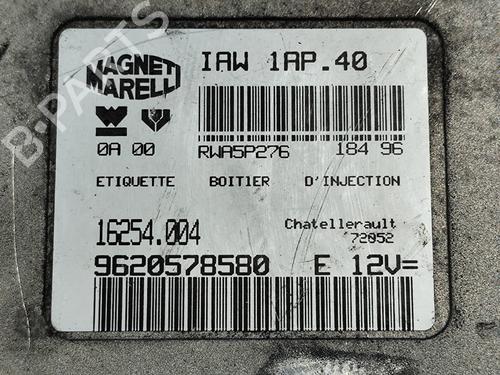 B-PARTS
MAGNETI MARELLI
IAW 1AP.40
0A 00
RWA5P276 184 96
ETIQUETTE BOITIER D'INJECTION
16254.004
Chatellerault
72052
9620578580 E 12V=